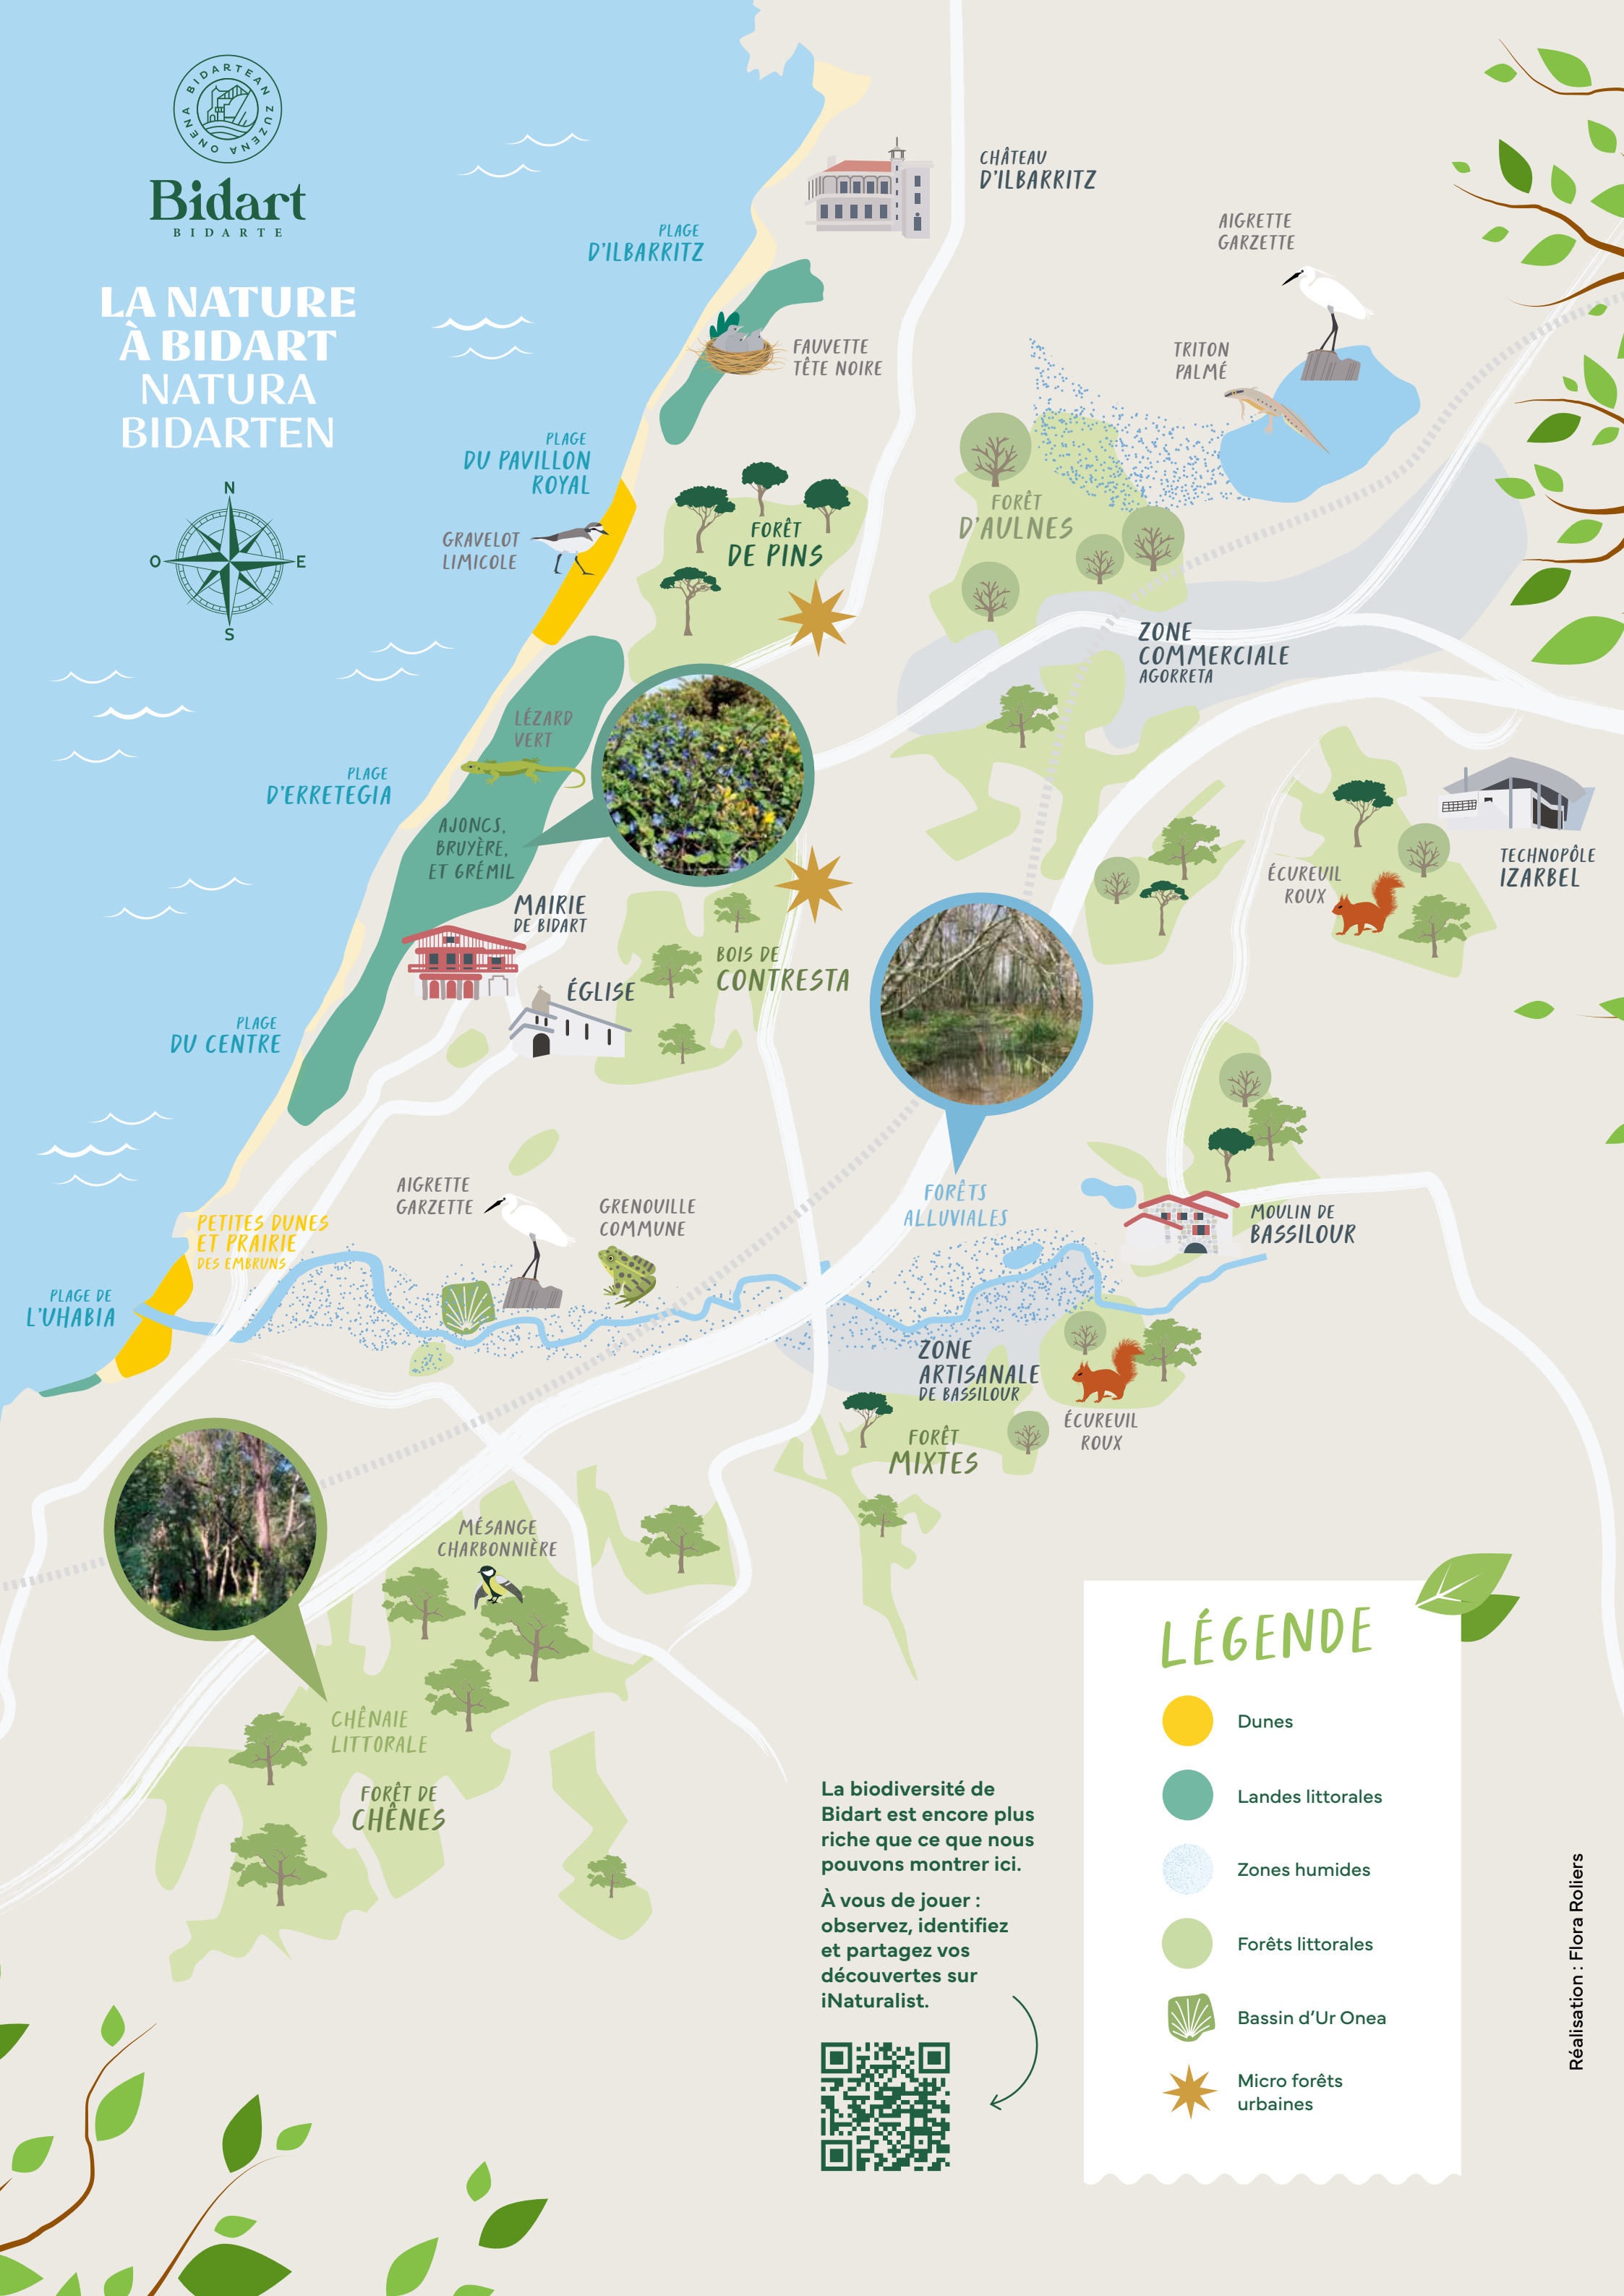 BIDARTEAN ZUZENA ONENA
Bidart
BIDARTE
LA NATURE
À BIDART
NATURA
BIDARTEN
N
O
E
S
CHÂTEAU
D'ILBARRITZ
PLAGE
D'ILBARRITZ
AIGRETTE
GARZETTE
FAUVETTE
TÊTE NOIRE
TRITON
PALMÉ
PLAGE
DU PAVILLON
ROYAL
GRAVELOT
LIMICOLE
FORÊT
DE PINS
FORÊT
D'AULNES
ZONE
COMMERCIALE
AGORRETA
LÉZARD
VERT
PLAGE
D'ERRETEGIA
AJONCS,
BRUYÈRE,
ET GRÉMIL
TECHNOPÔLE
IZARBEL
ÉCUREUIL
ROUX
MAIRIE
DE BIDART
ÉGLISE
BOIS DE
CONTRESTA
PLAGE
DU CENTRE
AIGRETTE
GARZETTE
GRENOUILLE
COMMUNE
FORÊTS
ALLUVIALES
MOULIN DE
BASSILOUR
PETITES DUNES
ET PRAIRIE
DES EMBRUNS
PLAGE DE
L'UHABIA
ZONE
ARTISANALE
DE BASSILOUR
ÉCUREUIL
ROUX
FORÊT
MIXTES
MÉSANGE
CHARBONNIÈRE
CHÊNAIE
LITTORALE
FORÊT DE
CHÊNES
La biodiversité de
Bidart est encore plus
riche que ce que nous
pouvons montrer ici.
À vous de jouer :
observez, identifiez
et partagez vos
découvertes sur
iNaturalist.
LÉGENDE
Dunes
Landes littorales
Zones humides
Forêts littorales
Bassin d'Ur Onea
Micro forêts
urbaines
Réalisation : Flora Roliers